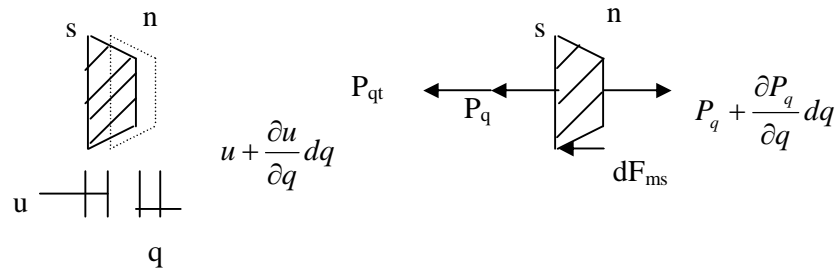 s n
u + ∂u/∂q dq
u
q
s n
P_qt
P_q
P_q + ∂P_q/∂q dq
dF_ms